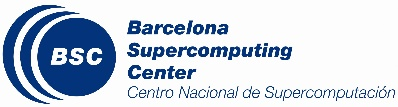 BSC
Barcelona
Supercomputing
Center
Centro Nacional de Supercomputación